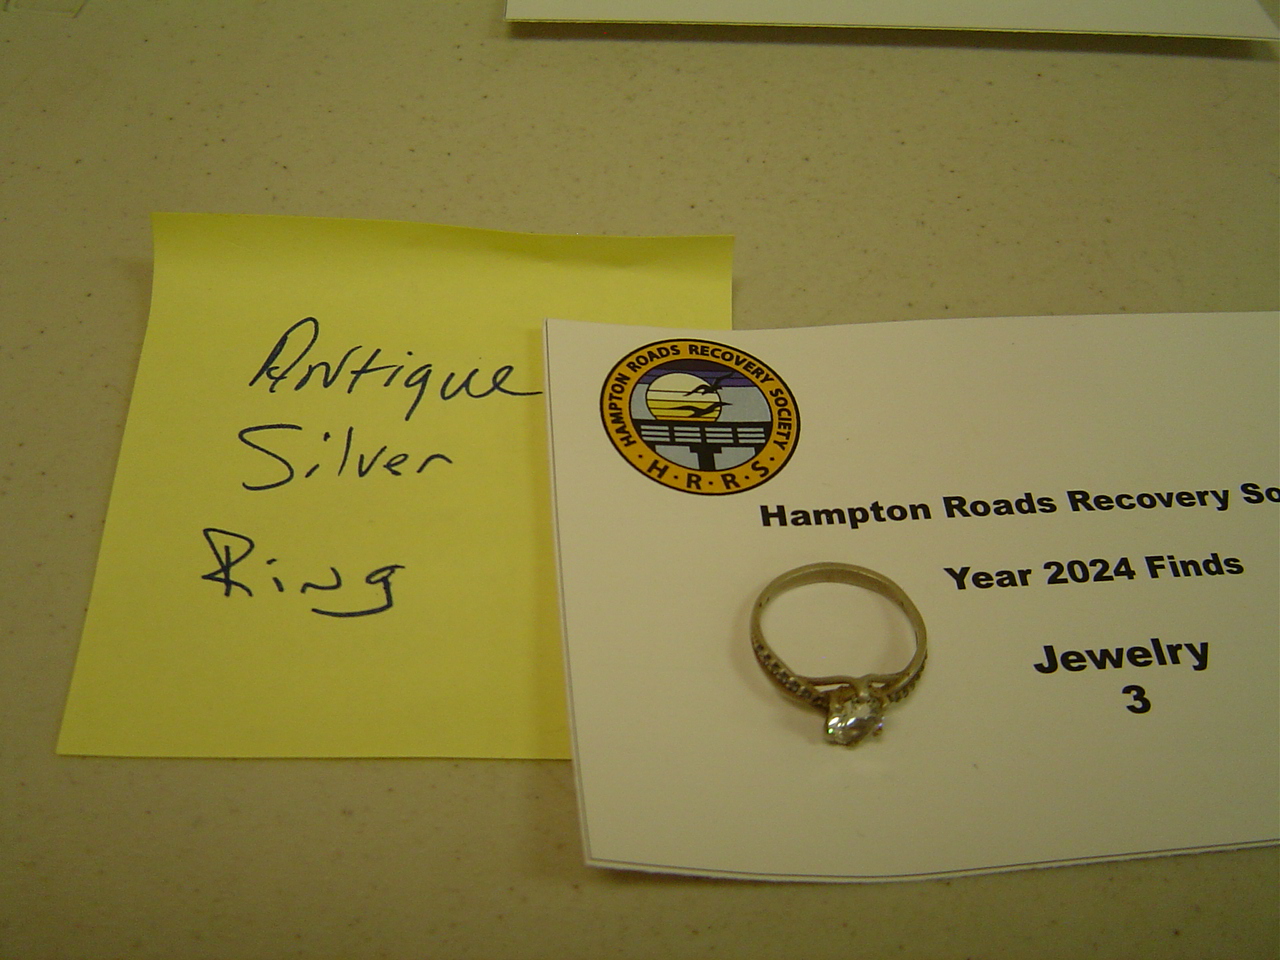 Antique
Silver
Ring
HAMPTON ROADS RECOVERY SOCIETY
H·R·R·S
Hampton Roads Recovery So
Year 2024 Finds
Jewelry
3